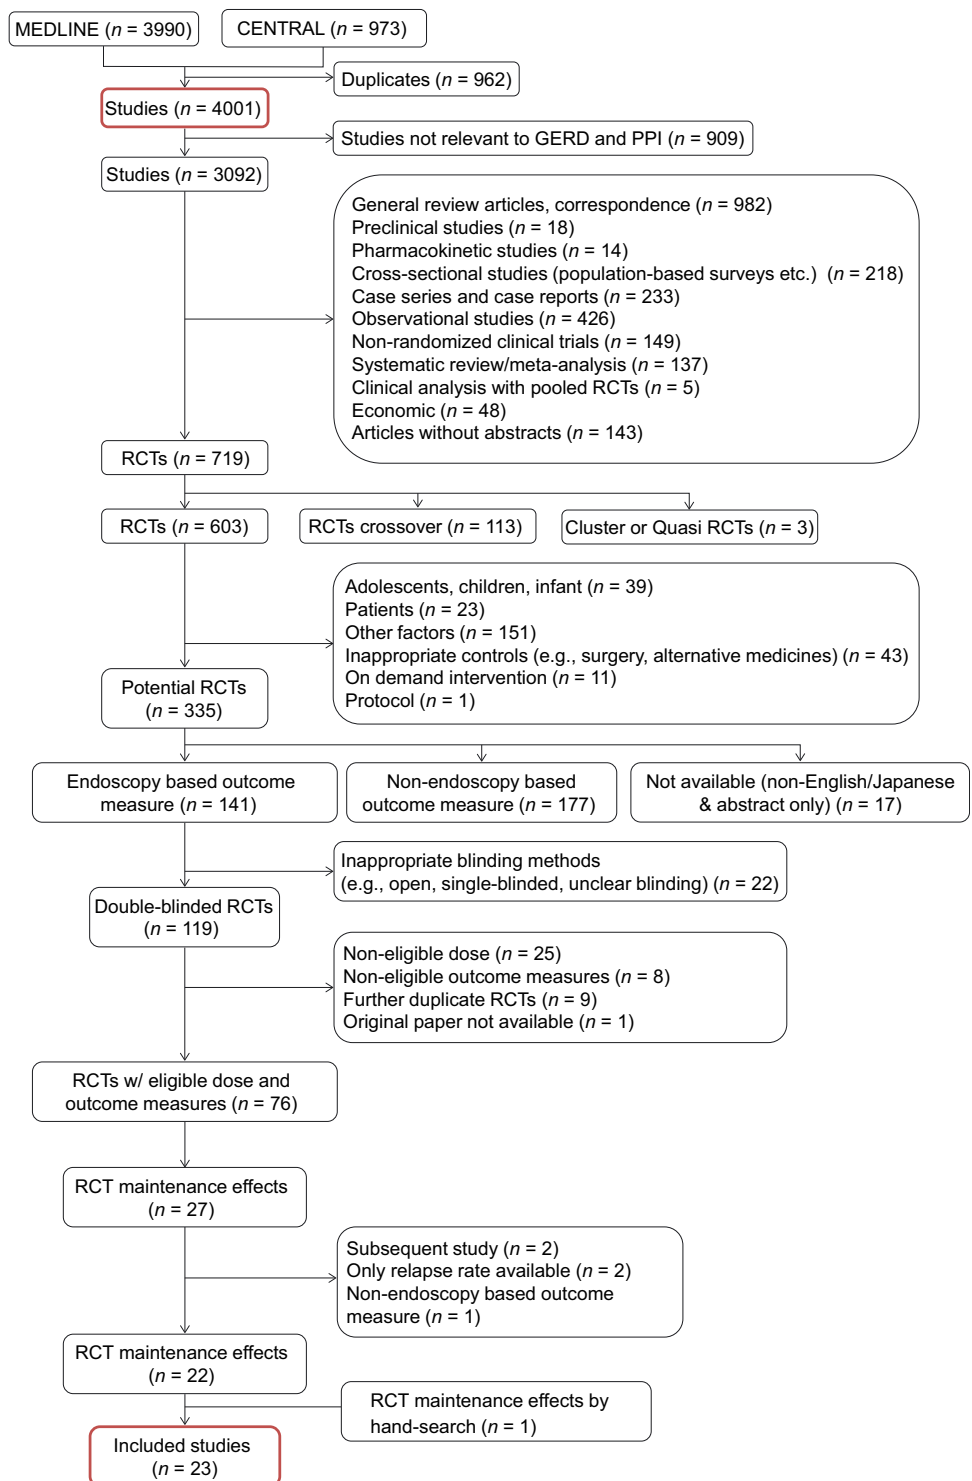 MEDLINE (n = 3990)
CENTRAL (n = 973)
Duplicates (n = 962)
Studies (n = 4001)
Studies not relevant to GERD and PPI (n = 909)
Studies (n = 3092)
General review articles, correspondence (n = 982)
Preclinical studies (n = 18)
Pharmacokinetic studies (n = 14)
Cross-sectional studies (population-based surveys etc.) (n = 218)
Case series and case reports (n = 233)
Observational studies (n = 426)
Non-randomized clinical trials (n = 149)
Systematic review/meta-analysis (n = 137)
Clinical analysis with pooled RCTs (n = 5)
Economic (n = 48)
Articles without abstracts (n = 143)
RCTs (n = 719)
RCTs (n = 603)
RCTs crossover (n = 113)
Cluster or Quasi RCTs (n = 3)
Adolescents, children, infant (n = 39)
Patients (n = 23)
Other factors (n = 151)
Inappropriate controls (e.g., surgery, alternative medicines) (n = 43)
On demand intervention (n = 11)
Protocol (n = 1)
Potential RCTs
(n = 335)
Endoscopy based outcome
measure (n = 141)
Non-endoscopy based
outcome measure (n = 177)
Not available (non-English/Japanese
& abstract only) (n = 17)
Inappropriate blinding methods
(e.g., open, single-blinded, unclear blinding) (n = 22)
Double-blinded RCTs
(n = 119)
Non-eligible dose (n = 25)
Non-eligible outcome measures (n = 8)
Further duplicate RCTs (n = 9)
Original paper not available (n = 1)
RCTs w/ eligible dose and
outcome measures (n = 76)
RCT maintenance effects
(n = 27)
Subsequent study (n = 2)
Only relapse rate available (n = 2)
Non-endoscopy based outcome
measure (n = 1)
RCT maintenance effects
(n = 22)
RCT maintenance effects by
hand-search (n = 1)
Included studies
(n = 23)